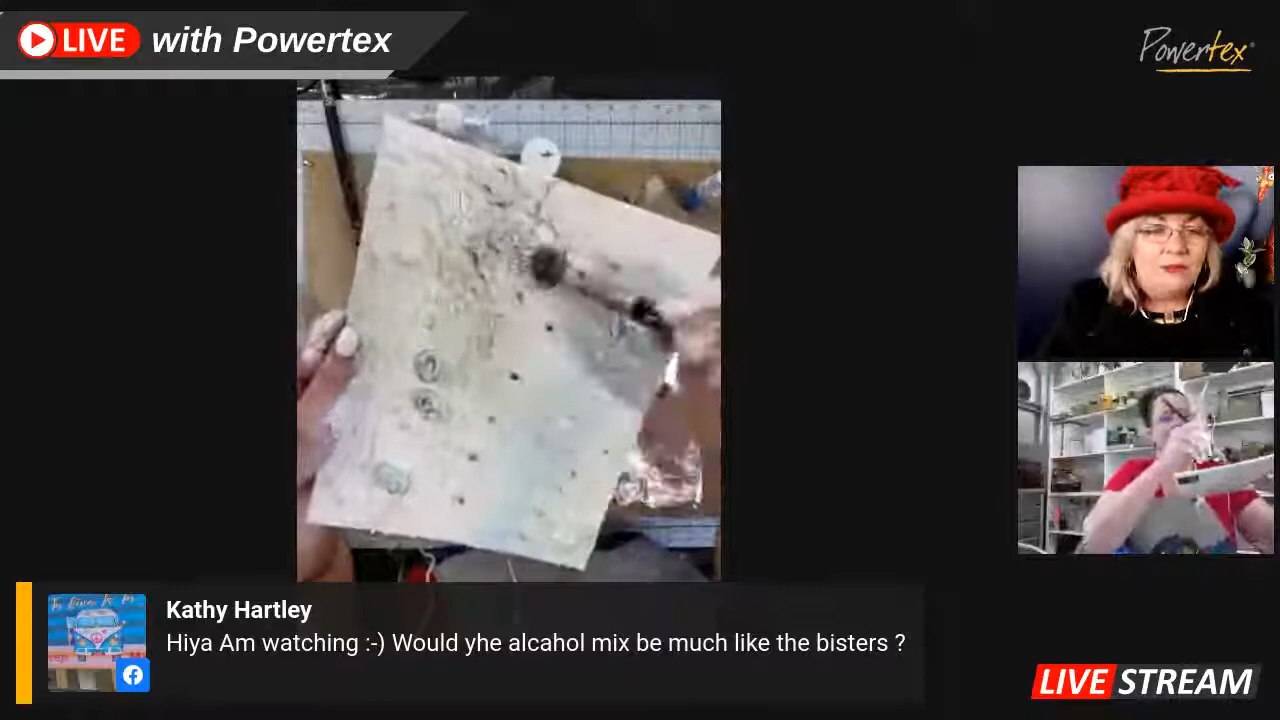 LIVE with Powertex
Powertex
Kathy Hartley
Hiya Am watching :-) Would yhe alcahol mix be much like the bisters ?
LIVE STREAM